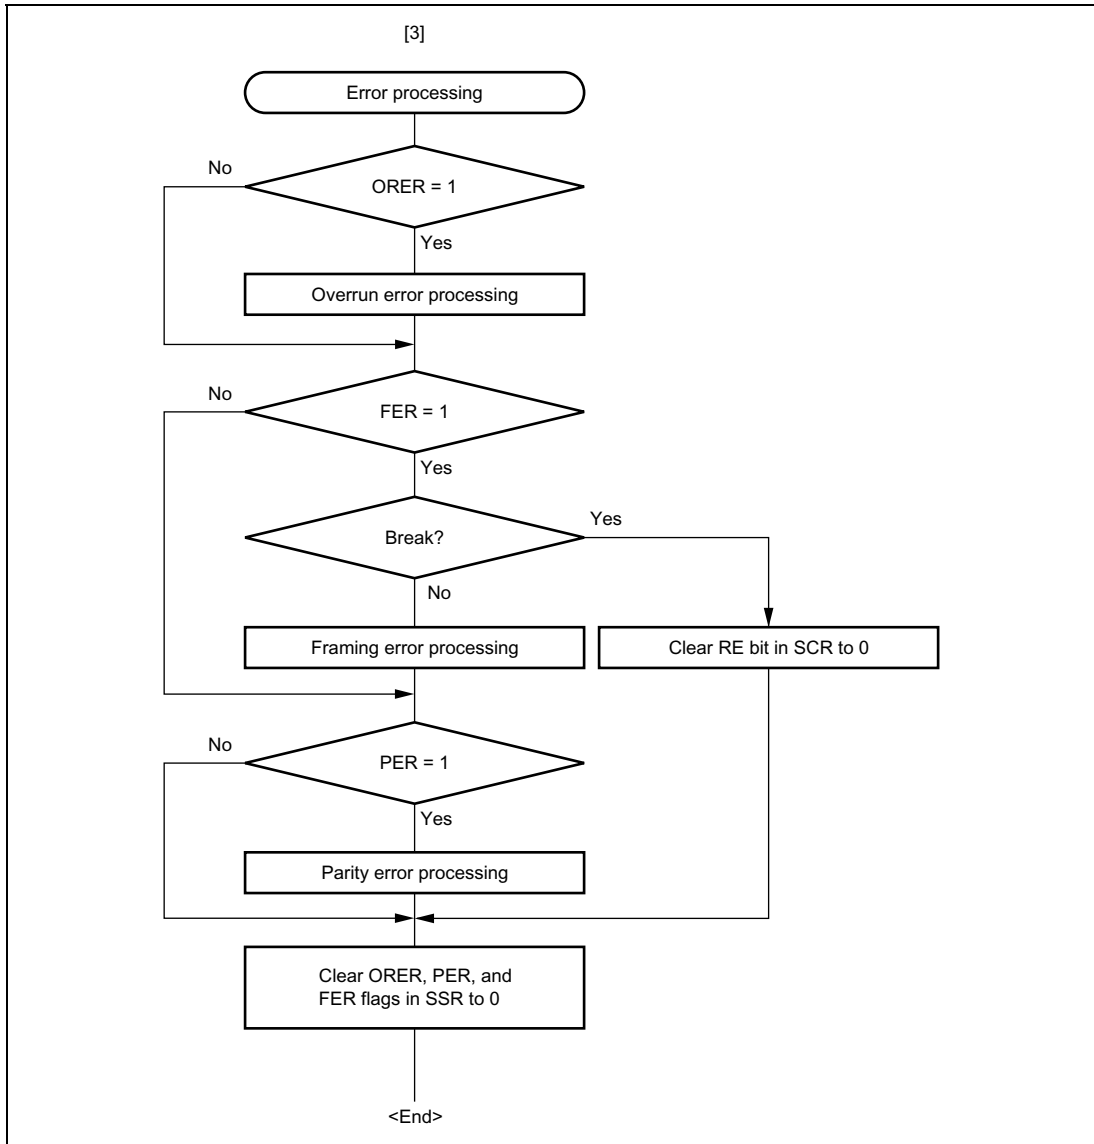 [3]
Error processing
No
ORER = 1
Yes
Overrun error processing
No
FER = 1
Yes
Break?
Yes
No
Framing error processing
Clear RE bit in SCR to 0
No
PER = 1
Yes
Parity error processing
Clear ORER, PER, and
FER flags in SSR to 0
<End>